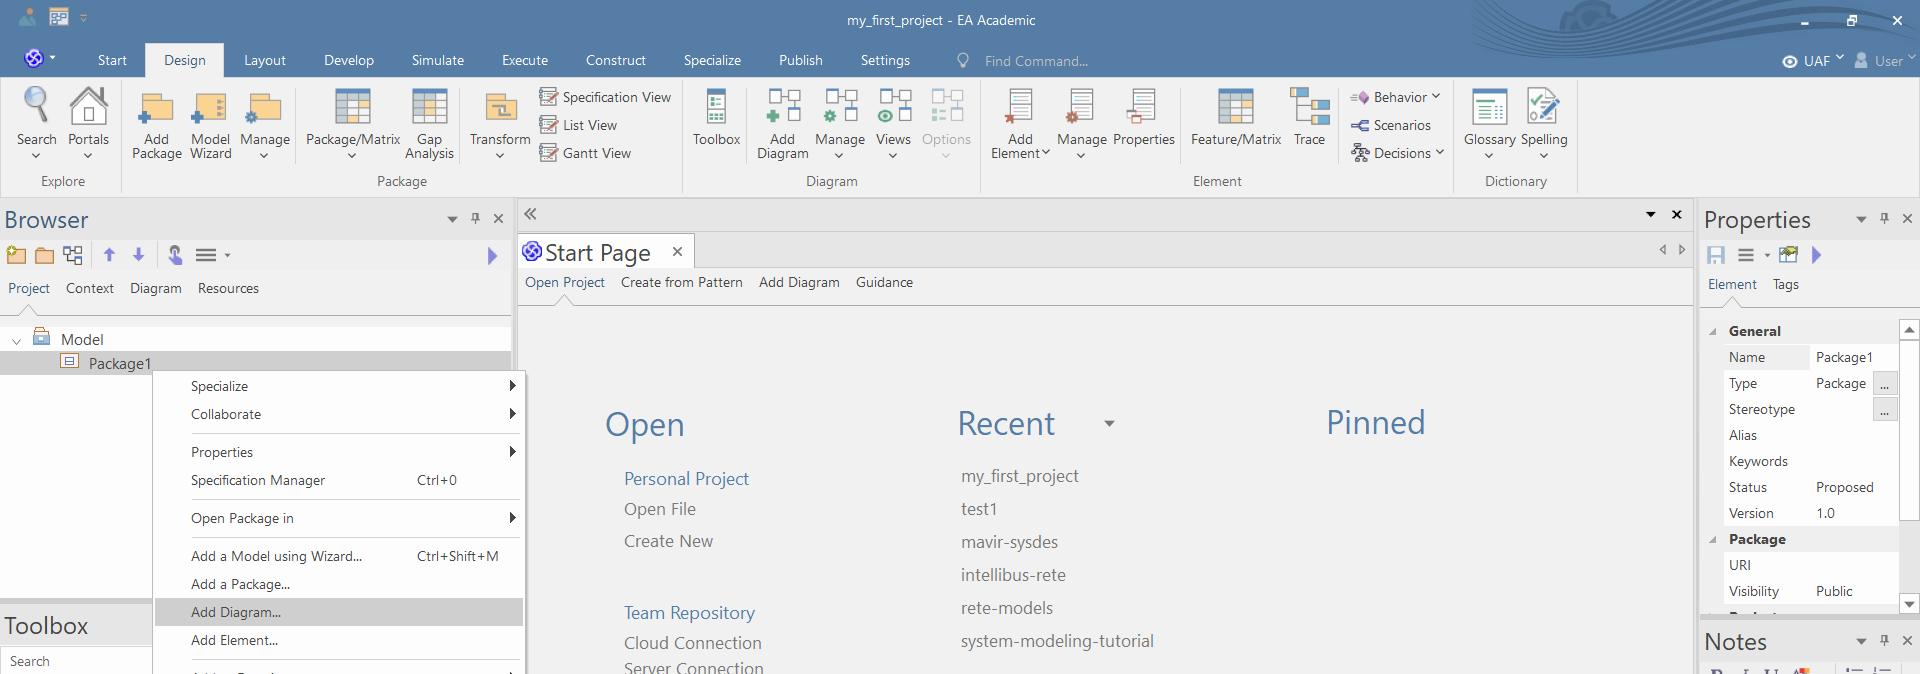 my_first_project - EA Academic
Start Design Layout Develop Simulate Execute Construct Specialize Publish Settings Find Command... UAF User
Search Portals
Explore
Add Package
Model Wizard
Manage
Package/Matrix
Gap Analysis
Transform
Specification View
List View
Gantt View
Package
Toolbox
Add Diagram
Manage
Views
Options
Diagram
Add Element
Manage
Properties
Feature/Matrix
Trace
Behavior
Scenarios
Decisions
Element
Glossary
Spelling
Dictionary
Browser
Project Context Diagram Resources
Model
Package1
Specialize
Collaborate
Properties
Specification Manager Ctrl+0
Open Package in
Add a Model using Wizard... Ctrl+Shift+M
Add a Package...
Add Diagram...
Add Element...
Toolbox
Search
Start Page
Open Project Create from Pattern Add Diagram Guidance
Open
Personal Project
Open File
Create New
Team Repository
Cloud Connection
Server Connection
Recent
my_first_project
test1
mavir-sysdes
intellibus-rete
rete-models
system-modeling-tutorial
Pinned
Properties
Element Tags
General
Name Package1
Type Package ...
Stereotype ...
Alias
Keywords
Status Proposed
Version 1.0
Package
URI
Visibility Public
Notes